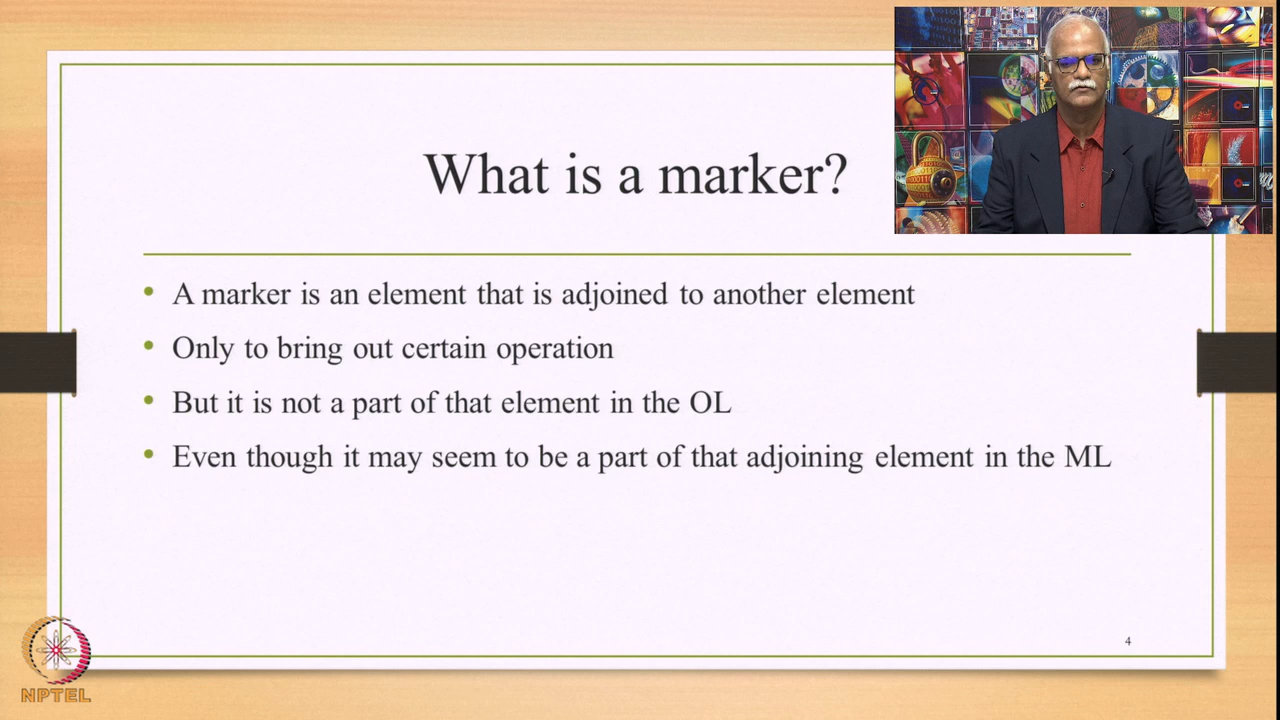 What is a marker?
A marker is an element that is adjoined to another element
Only to bring out certain operation
But it is not a part of that element in the OL
Even though it may seem to be a part of that adjoining element in the ML
4
NPTEL